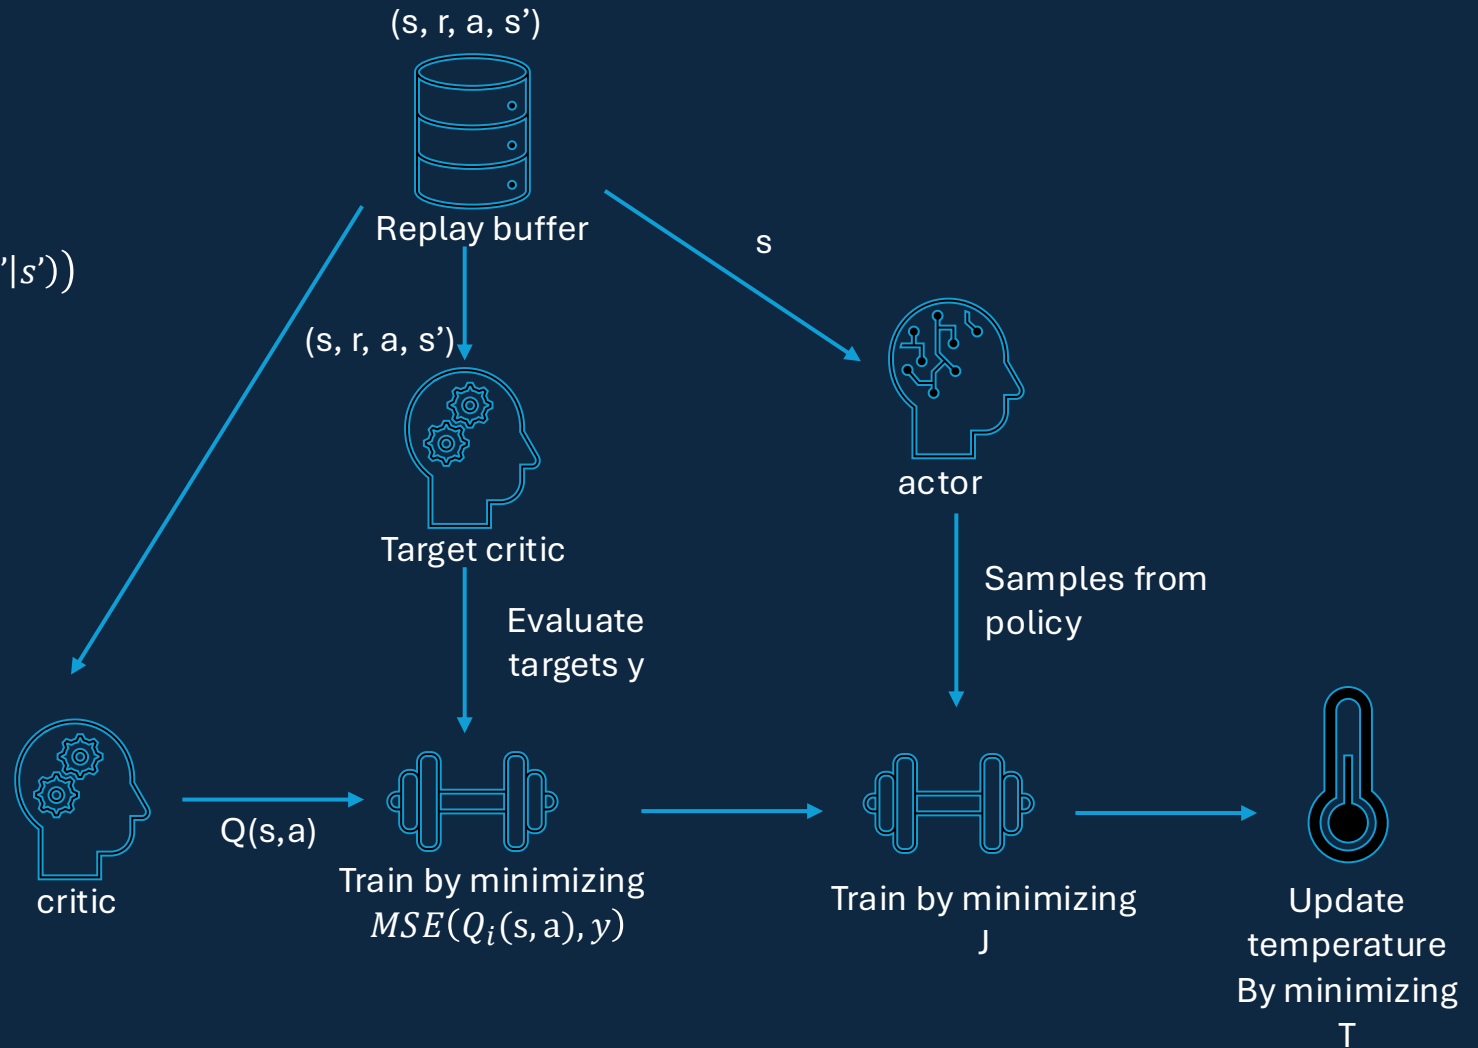 (s, r, a, s’)
Replay buffer
s
’|s’))
(s, r, a, s’)
actor
Target critic
Samples from
policy
Evaluate
targets y
Q(s,a)
critic
Train by minimizing
MSE(Qᵢ(s, a), y)
Train by minimizing
J
Update
temperature
By minimizing
T